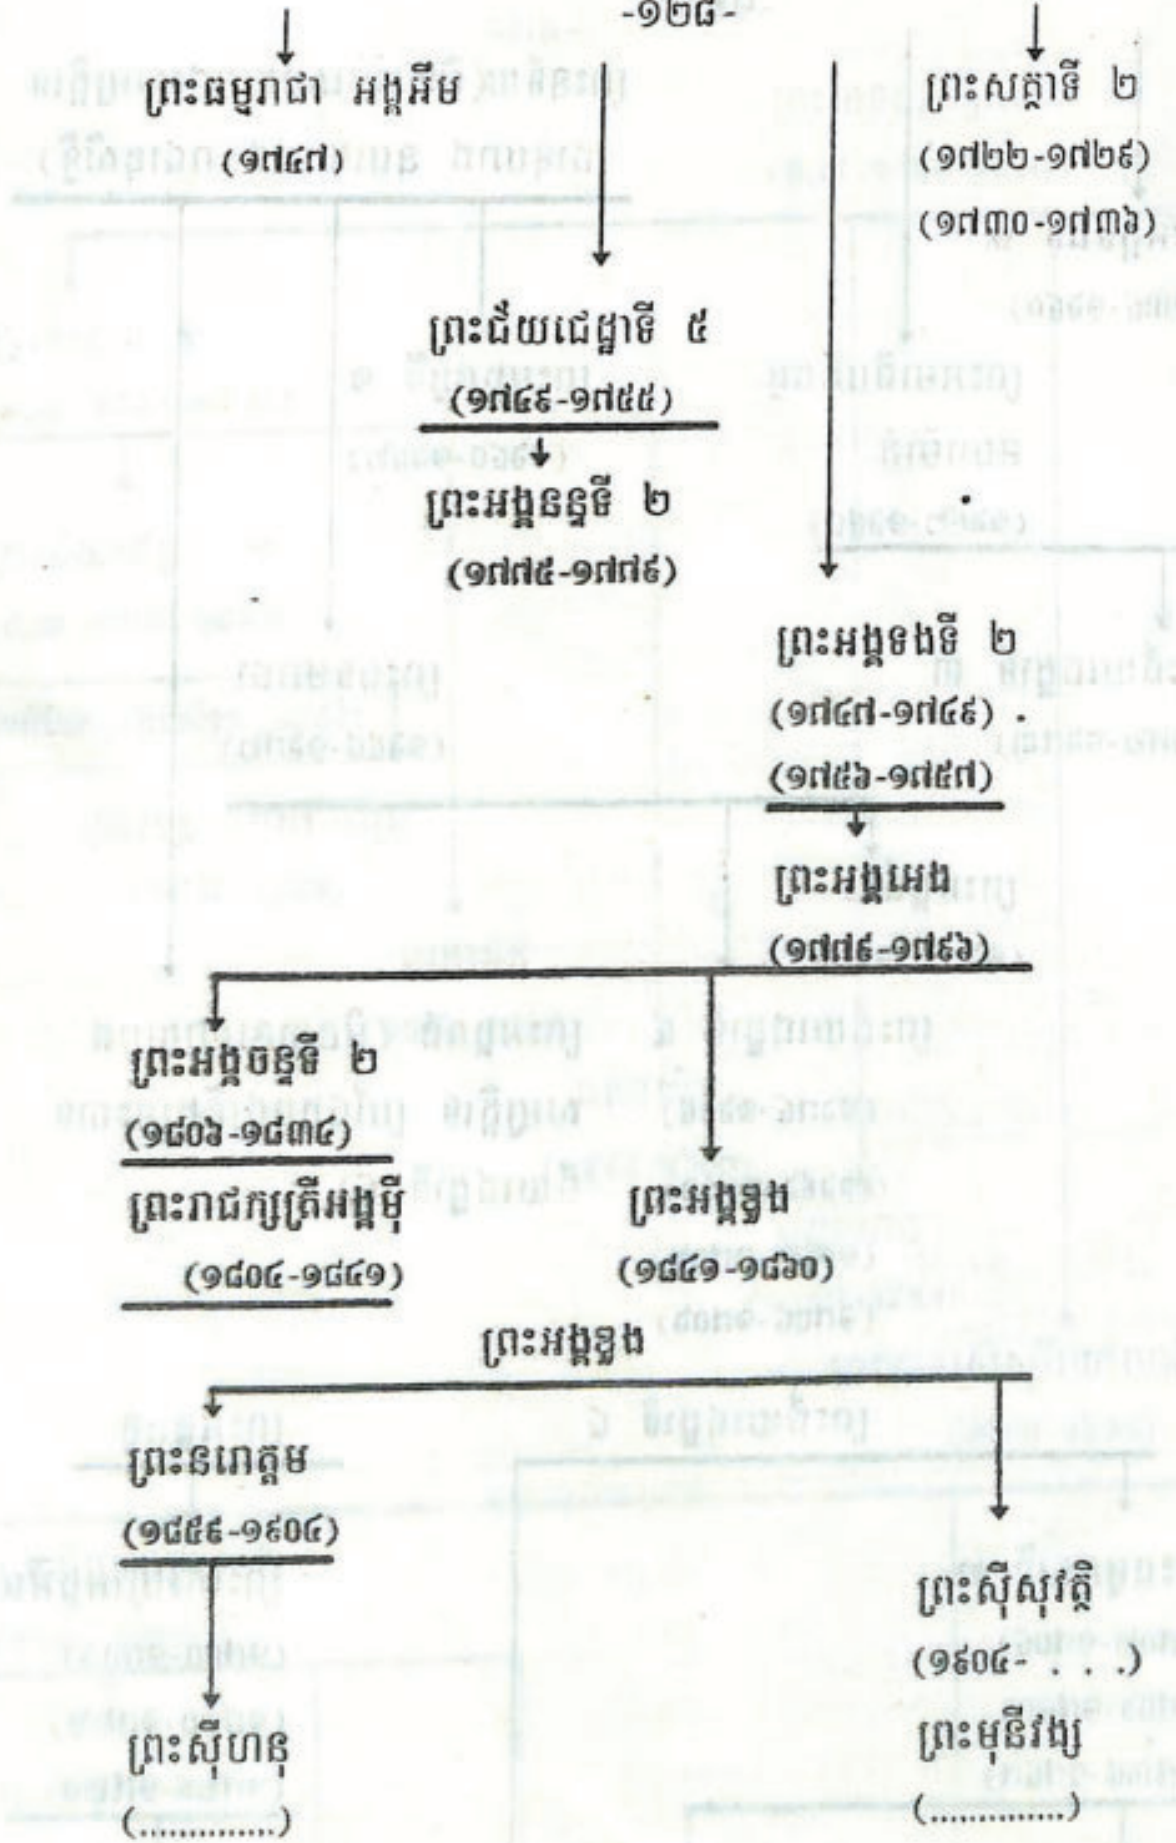 -១២៨-
ព្រះធម្មរាជា អង្គអឹម
(១៧៤៧)
ព្រះសត្ថាទី ២
(១៧២២-១៧២៩)
(១៧៣០-១៧៣៦)
ព្រះជ័យជេដ្ឋាទី ៥
(១៧៤៩-១៧៥៥)
ព្រះអង្គនន្ទទី ២
(១៧៧៥-១៧៧៩)
ព្រះអង្គទងទី ២
(១៧៤៧-១៧៤៩)
(១៧៥៦-១៧៥៧)
ព្រះអង្គអេង
(១៧៧៩-១៧៩៦)
ព្រះអង្គចន្ទទី ២
(១៨០៦-១៨៣៤)
ព្រះរាជក្សត្រីអង្គម៉ី
(១៨០៤-១៨៤១)
ព្រះអង្គឌួង
(១៨៤១-១៨៦០)
ព្រះអង្គឌួង
ព្រះនរោត្តម
(១៨៥៩-១៩០៤)
ព្រះស៊ីសុវត្ថិ
(១៩០៤- . . .)
ព្រះស៊ីហនុ
(..............)
ព្រះមុនីវង្ស
(..............)